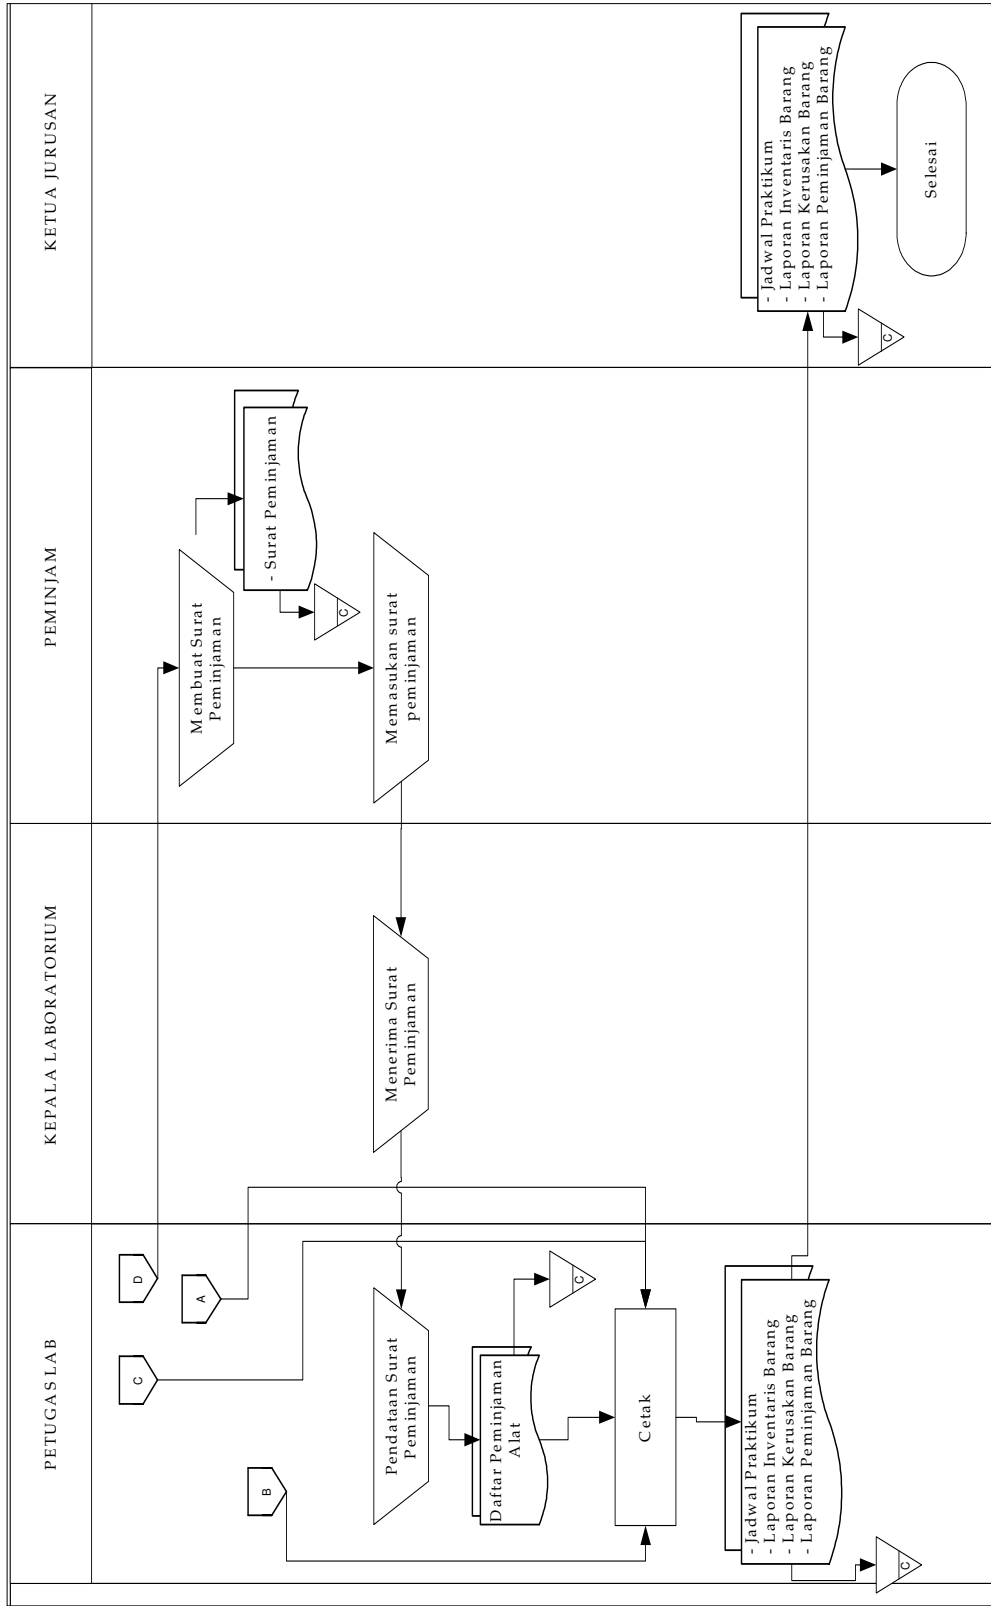 PETUGAS LAB
KEPALA LABORATORIUM
PEMINJAM
KETUA JURUSAN
B
C
A
D
Membuat Surat
Peminjaman
- Surat Peminjaman
C
Pendataan Surat
Peminjaman
Menerima Surat
Peminjaman
Memasukan surat
peminjaman
Daftar Peminjaman
Alat
C
Cetak
- Jadwal Praktikum
- Laporan Inventaris Barang
- Laporan Kerusakan Barang
- Laporan Peminjaman Barang
C
- Jadwal Praktikum
- Laporan Inventaris Barang
- Laporan Kerusakan Barang
- Laporan Peminjaman Barang
C
Selesai